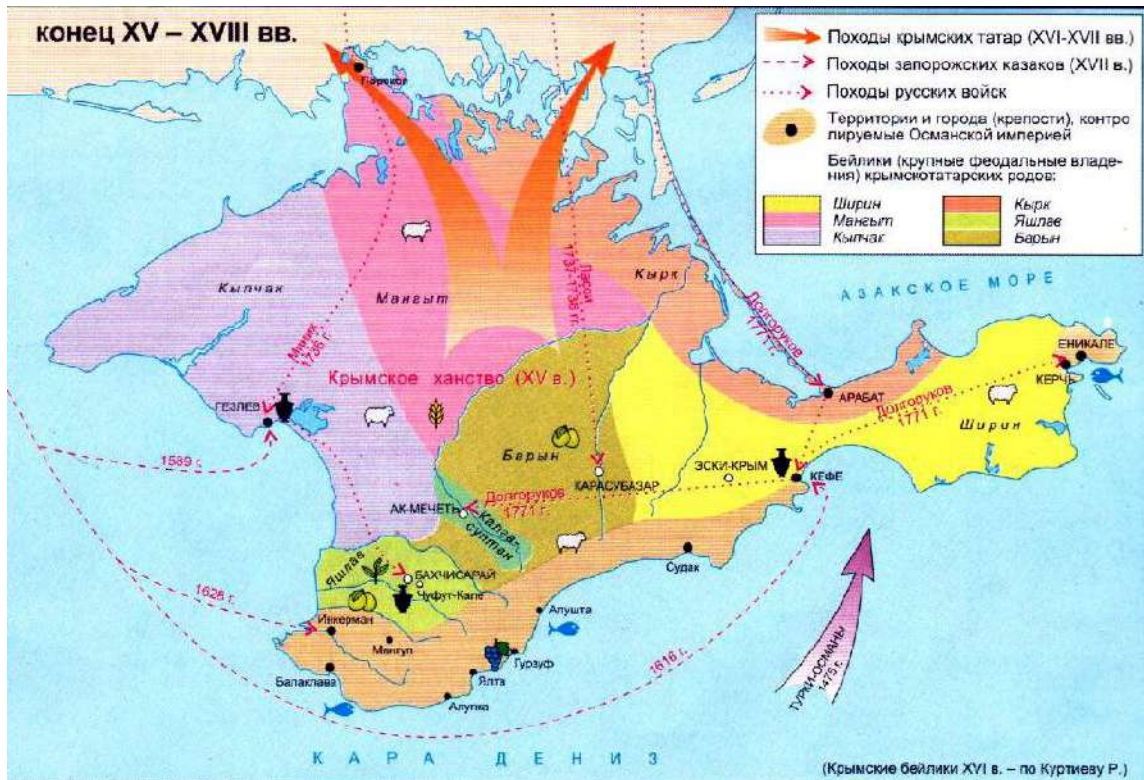 конец XV – XVIII вв.
Походы крымских татар (XVI-XVII вв.)
Походы запорожских казаков (XVII в.)
Походы русских войск
Территории и города (крепости), контро
лируемые Османской империей
Бейлики (крупные феодальные владе-
ния) крымскотатарских родов:
Ширин
Мангыт
Кыпчак
Кырк
Яшлав
Барын
Кыпчак
Мангыт
Кырк
АЗАКСКОЕ МОРЕ
Миних
1736 г.
Ласси
1737-1738 гг.
Долгоруков
1771 г.
Крымское ханство (XV в.)
ЕНИКАЛЕ
КЕРЧЬ
АРАБАТ
Долгоруков
1771 г.
Ширин
ГЕЗЛЕВ
Барын
1589 г.
КАРАСУБАЗАР
ЭСКИ-КРЫМ
КЕФЕ
АК-МЕЧЕТЬ
Долгоруков
1771 г.
Калга-
султан
Яшлав
БАХЧИСАРАЙ
Чуфут-Кале
Судак
1628 г.
Инкерман
Мангуп
Алушта
Гурзуф
Балаклава
Ялта
Алупка
1616 г.
ТУРКИ-ОСМАНЫ
1475 г.
КАРА ДЕНИЗ
(Крымские бейлики XVI в. – по Куртиеву Р.)